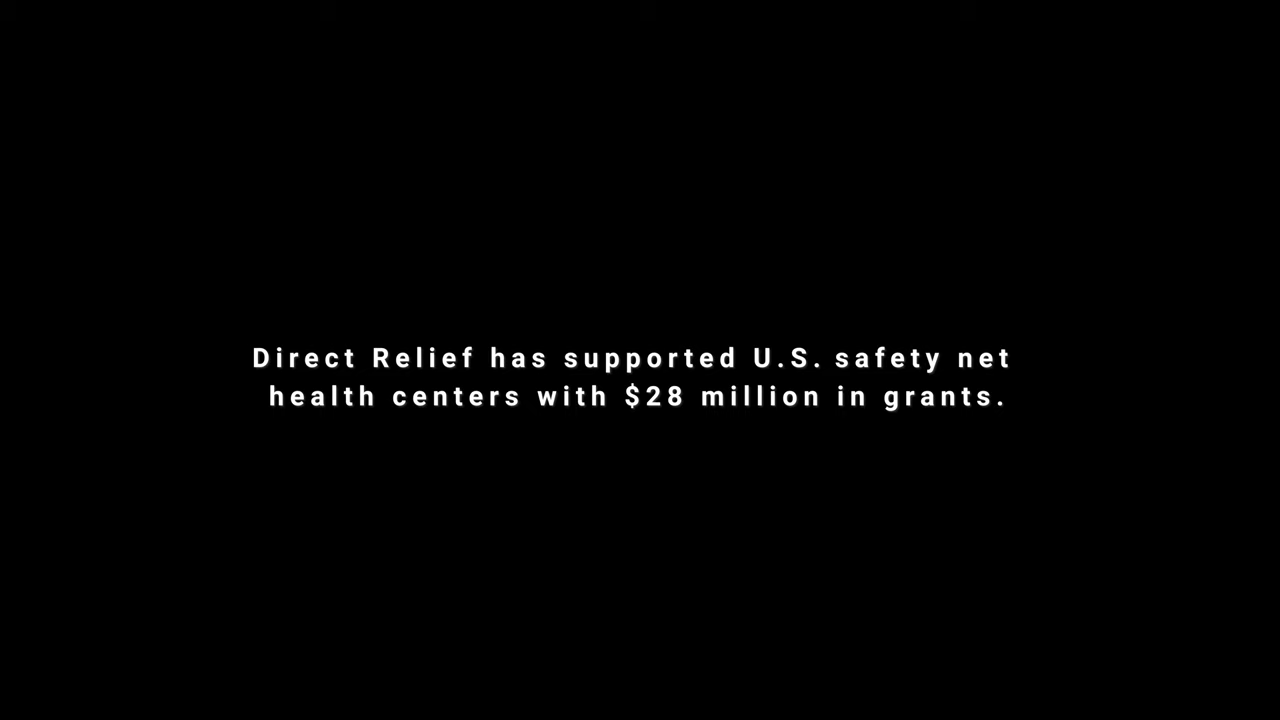 Direct Relief has supported U.S. safety net
health centers with $28 million in grants.